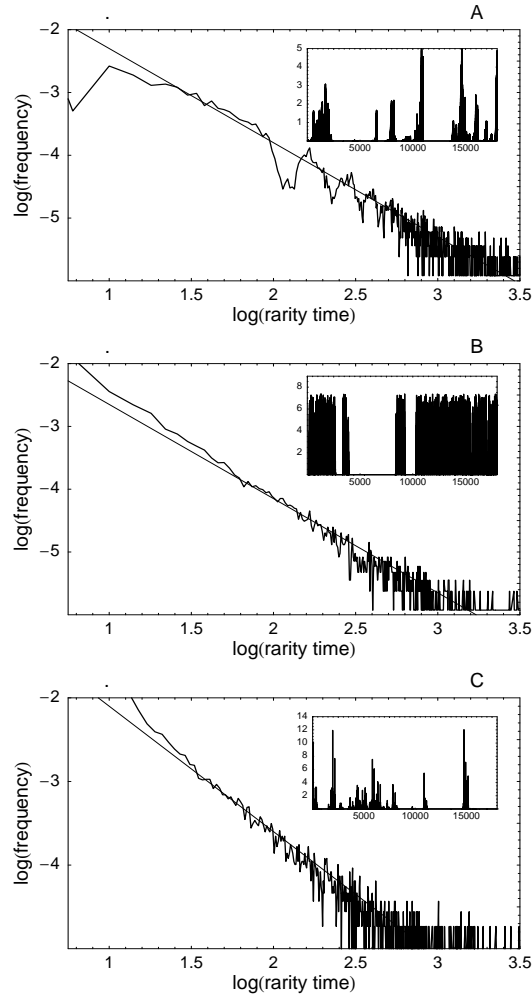 . A
−2
−3
−4
−5
log(frequency)
1 1.5 2 2.5 3 3.5
log(rarity time)
5
4
3
2
1
5000 10000 15000
. B
−2
−3
−4
−5
log(frequency)
1 1.5 2 2.5 3 3.5
log(rarity time)
8
6
4
2
5000 10000 15000
. C
−2
−3
−4
log(frequency)
1 1.5 2 2.5 3 3.5
log(rarity time)
14
12
10
8
6
4
2
5000 10000 15000